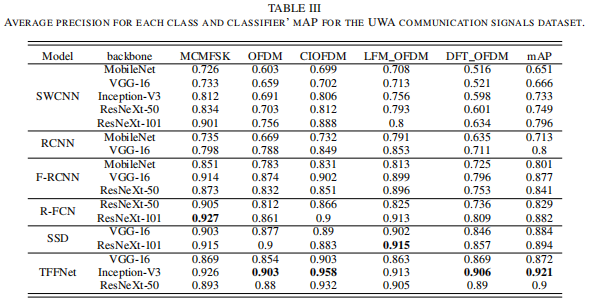 TABLE III
AVERAGE PRECISION FOR EACH CLASS AND CLASSIFIER' MAP FOR THE UWA COMMUNICATION SIGNALS DATASET.
Model backbone MCMFSK OFDM CIOFDM LFM_OFDM DFT_OFDM mAP
MobileNet 0.726 0.603 0.699 0.708 0.516 0.651
VGG-16 0.733 0.659 0.702 0.713 0.521 0.666
SWCNN Inception-V3 0.812 0.691 0.806 0.756 0.598 0.733
ResNeXt-50 0.834 0.703 0.812 0.793 0.601 0.749
ResNeXt-101 0.901 0.756 0.888 0.8 0.634 0.796
RCNN MobileNet 0.735 0.669 0.732 0.791 0.635 0.713
VGG-16 0.798 0.788 0.849 0.853 0.711 0.8
MobileNet 0.851 0.783 0.831 0.813 0.725 0.801
F-RCNN VGG-16 0.914 0.874 0.902 0.899 0.796 0.877
ResNeXt-50 0.873 0.832 0.851 0.896 0.753 0.841
R-FCN ResNeXt-50 0.905 0.812 0.866 0.825 0.736 0.829
ResNeXt-101 0.927 0.861 0.9 0.913 0.809 0.882
SSD VGG-16 0.903 0.877 0.89 0.902 0.846 0.884
ResNeXt-101 0.915 0.9 0.883 0.915 0.857 0.894
VGG-16 0.869 0.854 0.903 0.863 0.869 0.872
TFFNet Inception-V3 0.926 0.903 0.958 0.913 0.906 0.921
ResNeXt-50 0.893 0.88 0.932 0.905 0.89 0.9